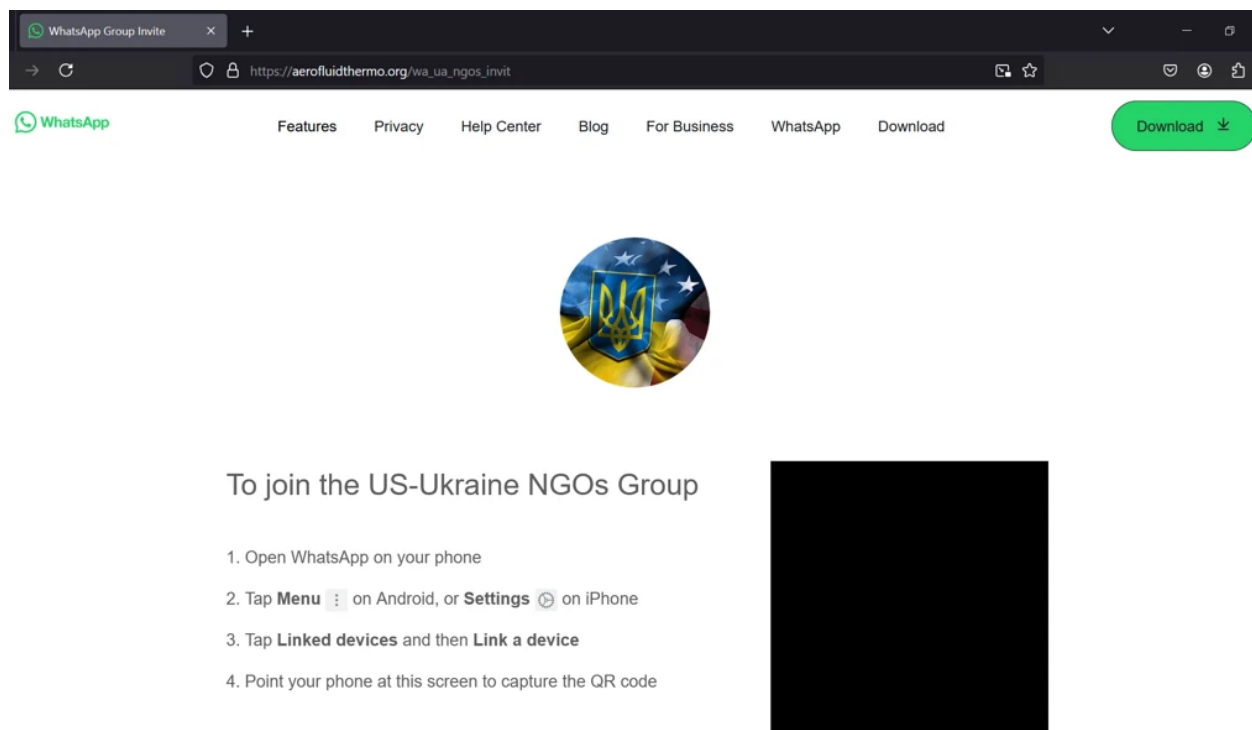 WhatsApp Group Invite
https://aerofluidthermo.org/wa_ua_ngos_invit
WhatsApp Features Privacy Help Center Blog For Business WhatsApp Download Download
To join the US-Ukraine NGOs Group
1. Open WhatsApp on your phone
2. Tap Menu on Android, or Settings on iPhone
3. Tap Linked devices and then Link a device
4. Point your phone at this screen to capture the QR code